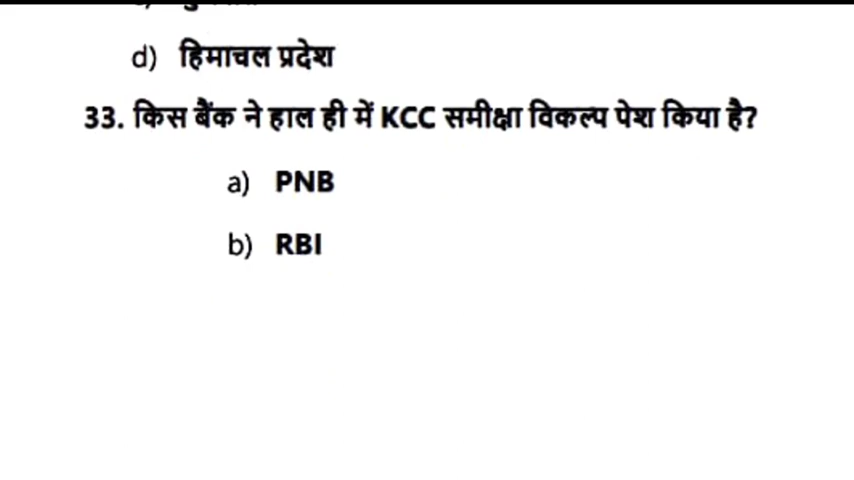 d) हिमाचल प्रदेश
33. किस बैंक ने हाल ही में KCC समीक्षा विकल्प पेश किया है?
a) PNB
b) RBI